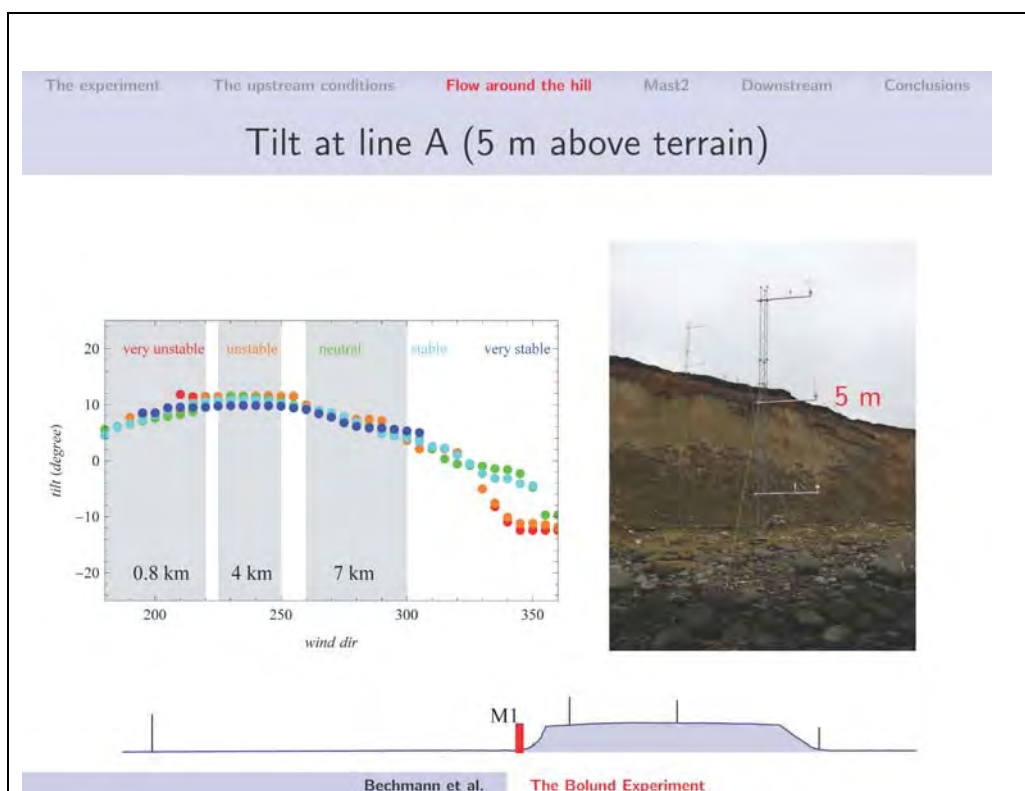 The experiment The upstream conditions Flow around the hill Mast2 Downstream Conclusions
Tilt at line A (5 m above terrain)
very unstable unstable neutral stable very stable
20
10
0
−10
−20
tilt (degree)
0.8 km 4 km 7 km
200 250 300 350
wind dir
5 m
M1
Bechmann et al. The Bolund Experiment